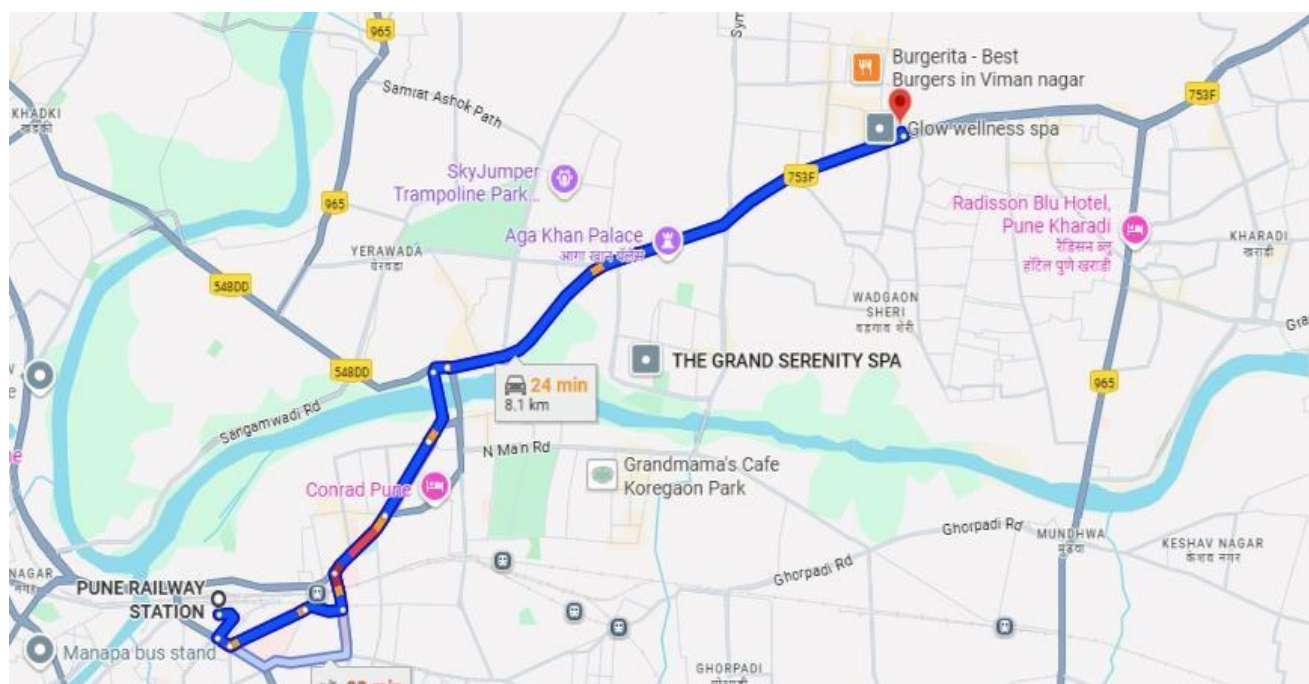 965
Burgerita - Best
Burgers in Viman nagar
753F
Samrat Ashok Path
KHADKI
खडकी
Glow wellness spa
SkyJumper
Trampoline Park...
753F
965
Radisson Blu Hotel,
Pune Kharadi
रॅडिसन ब्लू
हॉटेल पुणे खराडी
Aga Khan Palace
आगा खान पॅलेस
KHARADI
खराडी
YERAWADA
येरवडा
548DD
WADGAON
SHERI
वडगाव शेरी
THE GRAND SERENITY SPA
548DD
24 min
8.1 km
965
Sangamwadi Rd
N Main Rd
Grandmama's Cafe
Koregaon Park
Conrad Pune
Ghorpadi Rd
MUNDHWA
मुंढवा
KESHAV NAGAR
केशव नगर
Ghorpadi Rd
NAGAR
नगर
PUNE RAILWAY
STATION
Manapa bus stand
GHORPADI